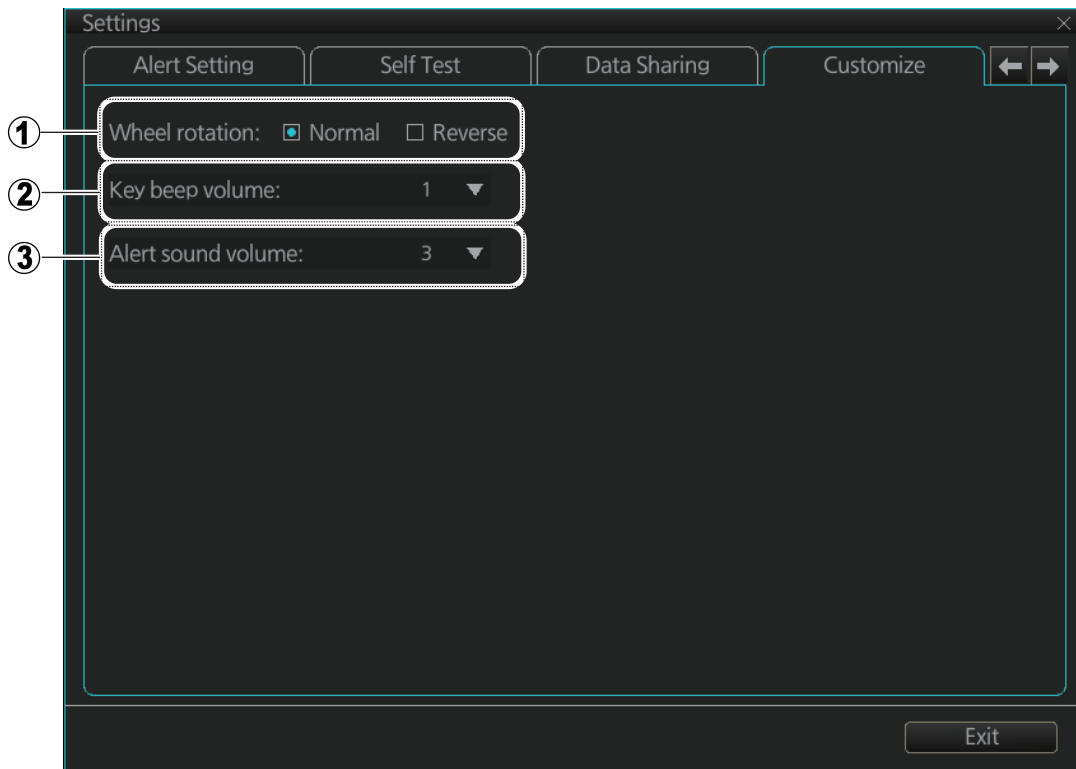 Settings
Alert Setting Self Test Data Sharing Customize
1 Wheel rotation: Normal Reverse
2 Key beep volume: 1
3 Alert sound volume: 3
Exit